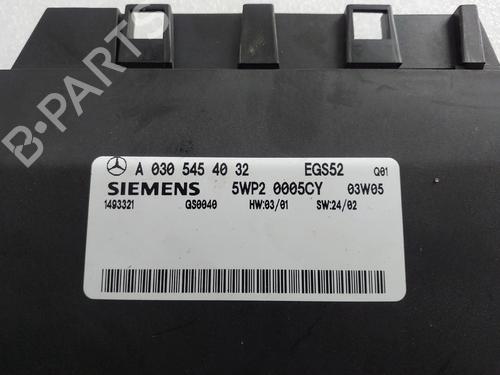 B-PARTS
A 030 545 40 32 EGS52 Q01
SIEMENS 5WP2 0005CY 03W05
1493321 GS0040 HW:03/01 SW:24/02